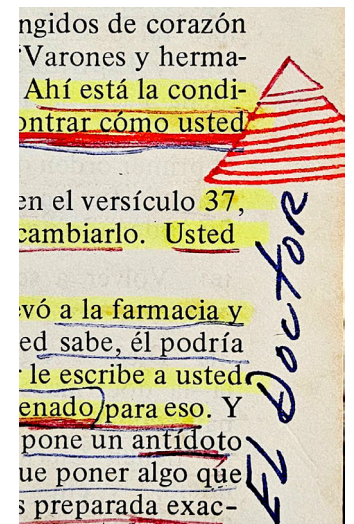 ngidos de corazón
“Varones y herma-
Ahí está la condi-
ontrar cómo usted
en el versículo 37,
cambiarlo. Usted
evó a la farmacia y
ed sabe, él podría
r le escribe a usted
enado para eso. Y
pone un antídoto
ue poner algo que
s preparada exac-
EL DOCTOR